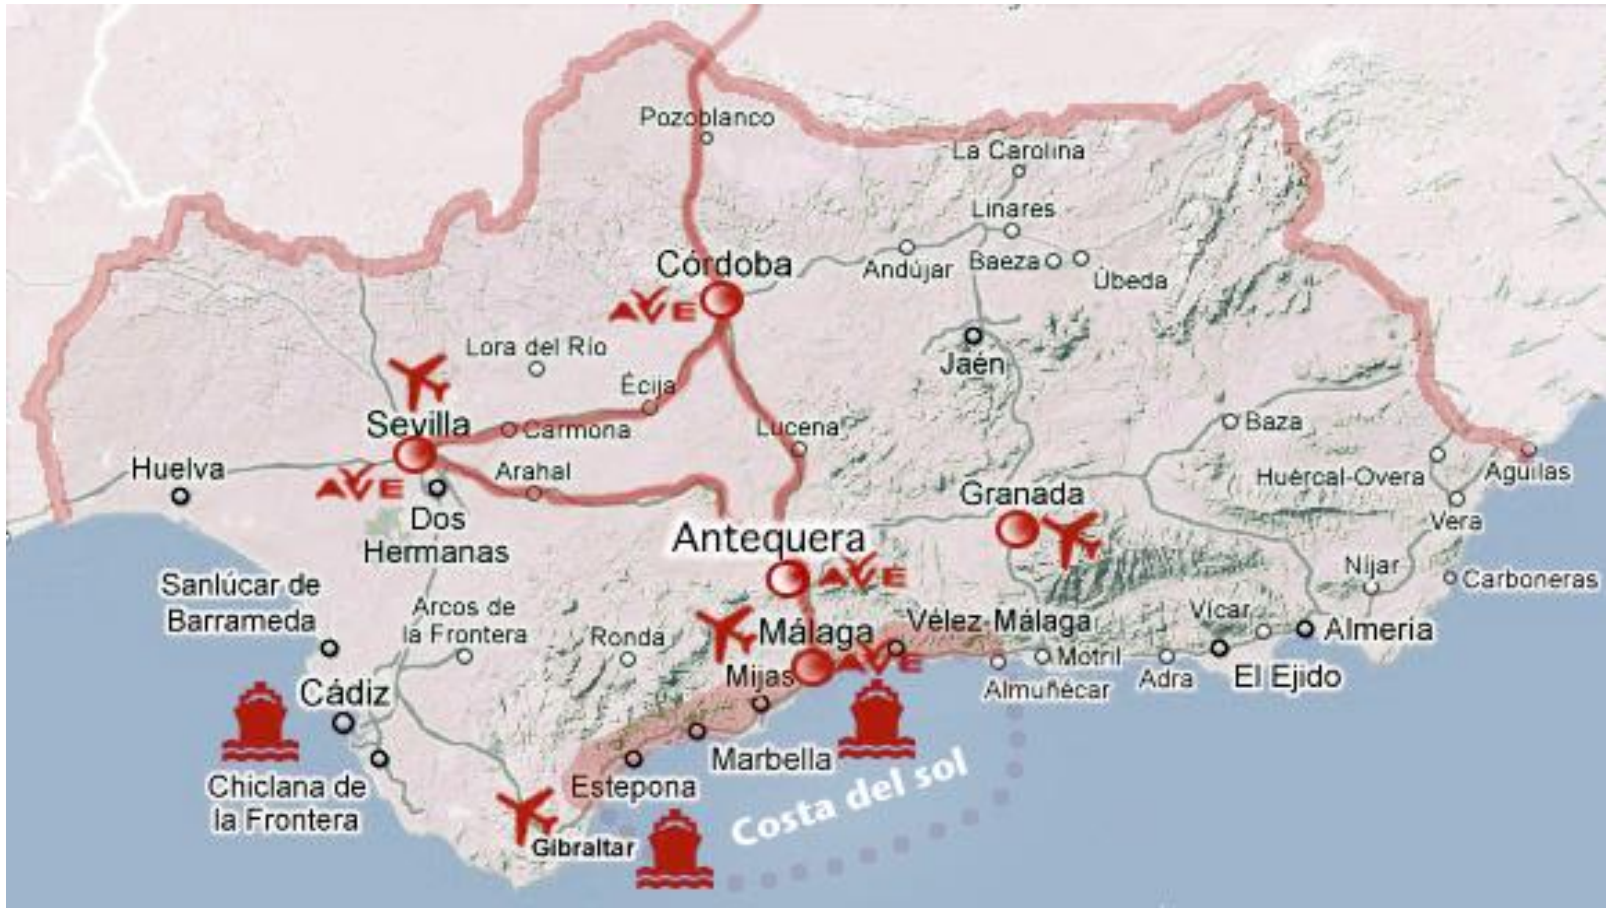 Pozoblanco
La Carolina
Linares
Córdoba
Andújar
Baeza
Úbeda
AVE
Lora del Río
Jaén
Écija
Sevilla
Carmona
Lucena
Baza
Huelva
AVE
Arahal
Granada
Huércal-Overa
Aguilas
Vera
Dos
Hermanas
Antequera
AVE
Níjar
Carboneras
Sanlúcar de
Barrameda
Arcos de
la Frontera
Ronda
Málaga
Vélez-Málaga
Vícar
Almería
AVE
Mijas
Motril
Almuñécar
Adra
El Ejido
Cádiz
Marbella
Chiclana de
la Frontera
Estepona
Costa del sol
Gibraltar